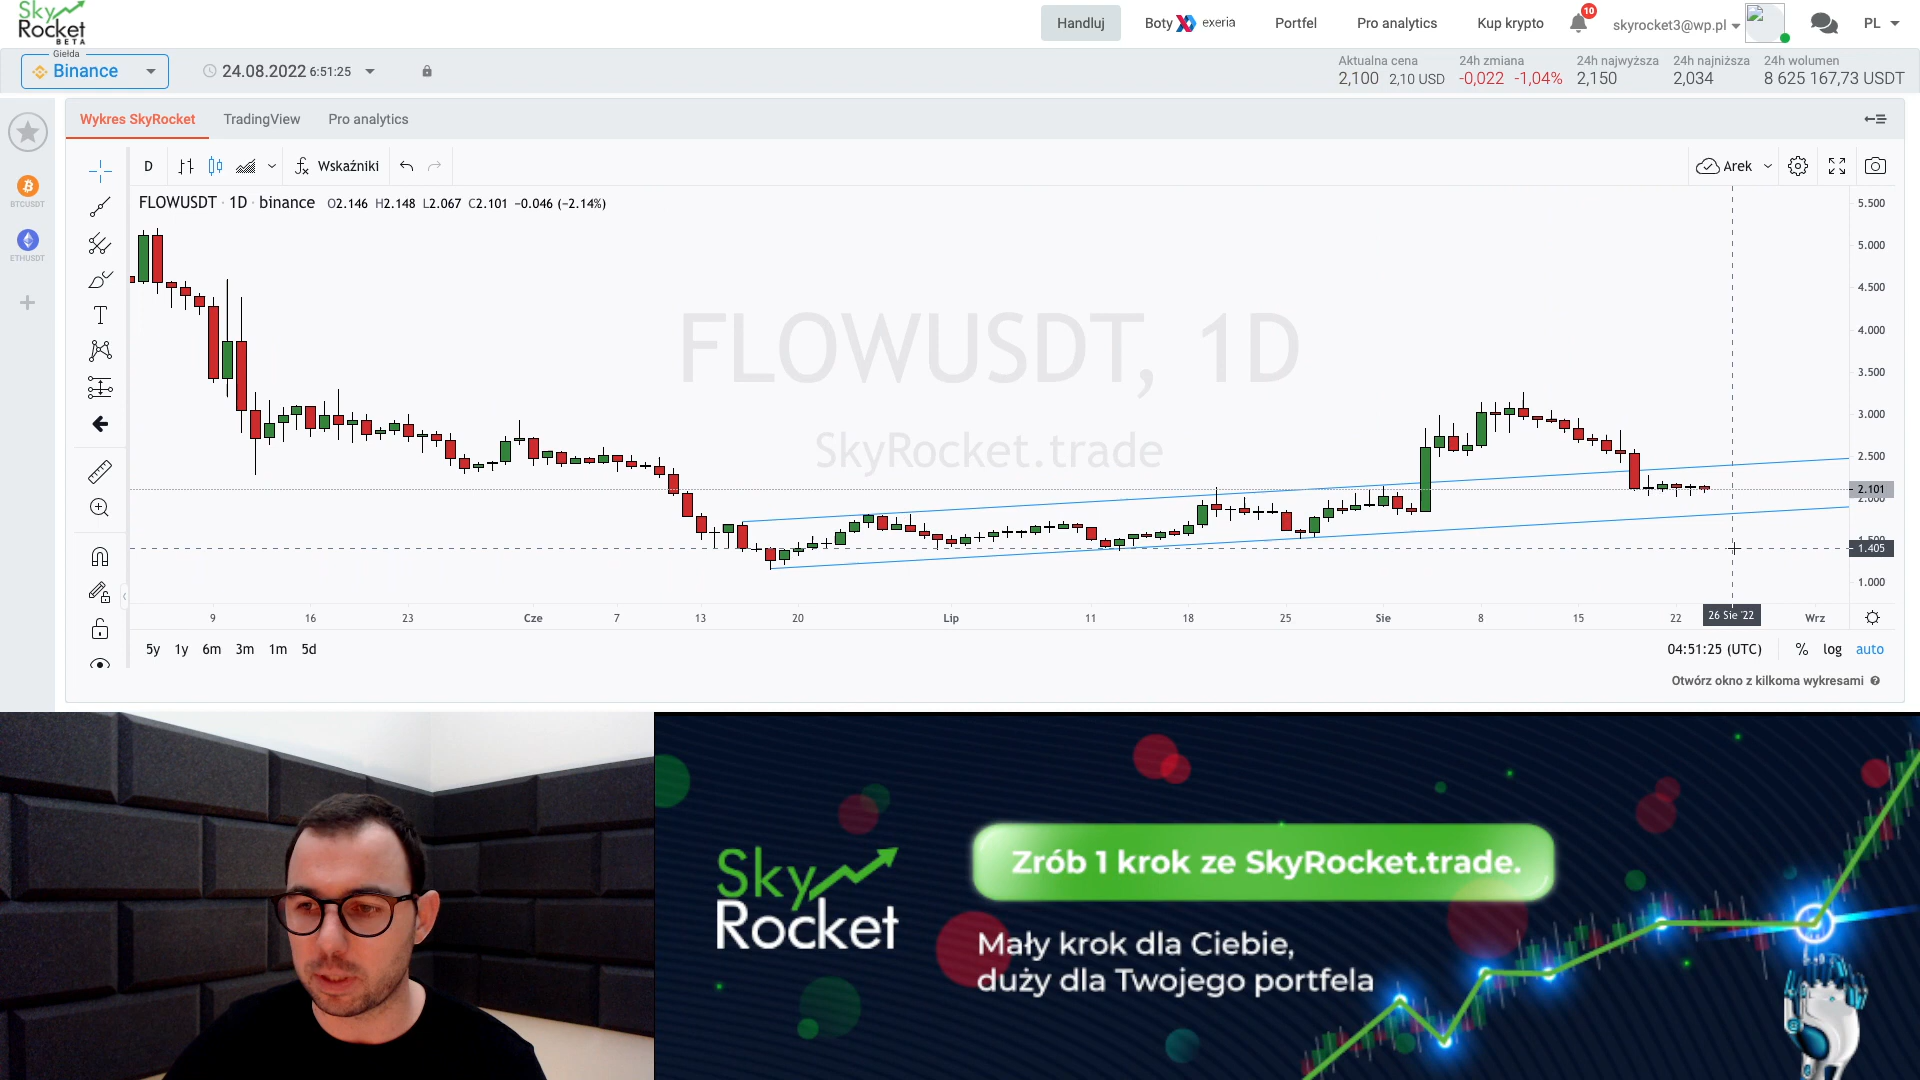 Sky
Rocket
BETA
Handluj
Boty exeria
Portfel
Pro analytics
Kup krypto
10
skyrocket3@wp.pl
PL
Giełda
Binance
24.08.2022 6:51:25
Aktualna cena
2,100 2,10 USD
24h zmiana
-0,022 -1,04%
24h najwyższa
2,150
24h najniższa
2,034
24h wolumen
8 625 167,73 USDT
Wykres SkyRocket
TradingView
Pro analytics
BTCUSDT
ETHUSDT
D
Wskaźniki
Arek
FLOWUSDT · 1D · binance O2.146 H2.148 L2.067 C2.101 −0.046 (−2.14%)
FLOWUSDT, 1D
SkyRocket.trade
5.500
5.000
4.500
4.000
3.500
3.000
2.500
2.101
2.000
1.405
1.000
9 16 23 Cze 7 13 20 Lip 11 18 25 Sie 8 15 22 26 Sie '22 Wrz
5y 1y 6m 3m 1m 5d
04:51:25 (UTC) % log auto
Otwórz okno z kilkoma wykresami
Sky
Rocket
Zrób 1 krok ze SkyRocket.trade.
Mały krok dla Ciebie,
duży dla Twojego portfela